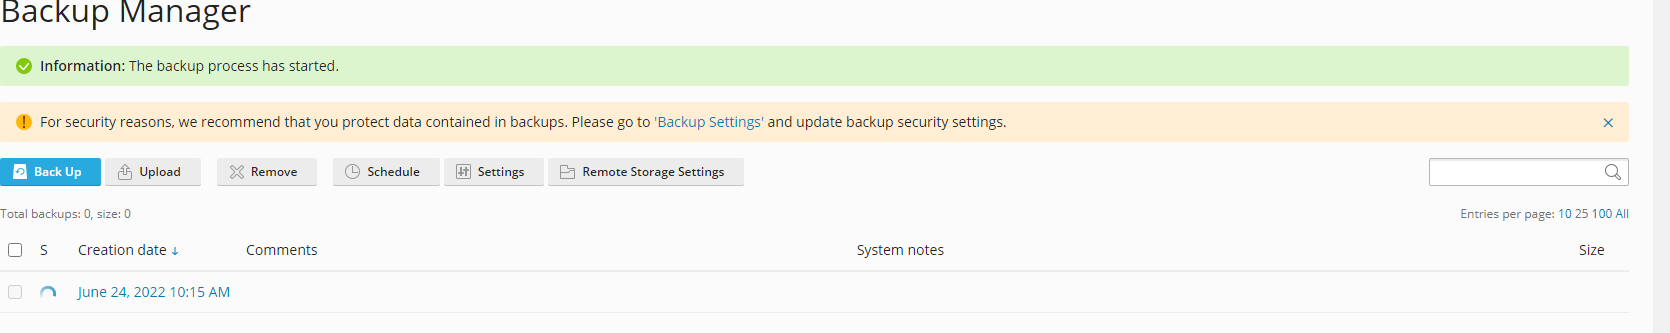 Backup Manager
Information: The backup process has started.
For security reasons, we recommend that you protect data contained in backups. Please go to 'Backup Settings' and update backup security settings.
Back Up Upload Remove Schedule Settings Remote Storage Settings
Total backups: 0, size: 0 Entries per page: 10 25 100 All
S Creation date ↓ Comments System notes Size
June 24, 2022 10:15 AM